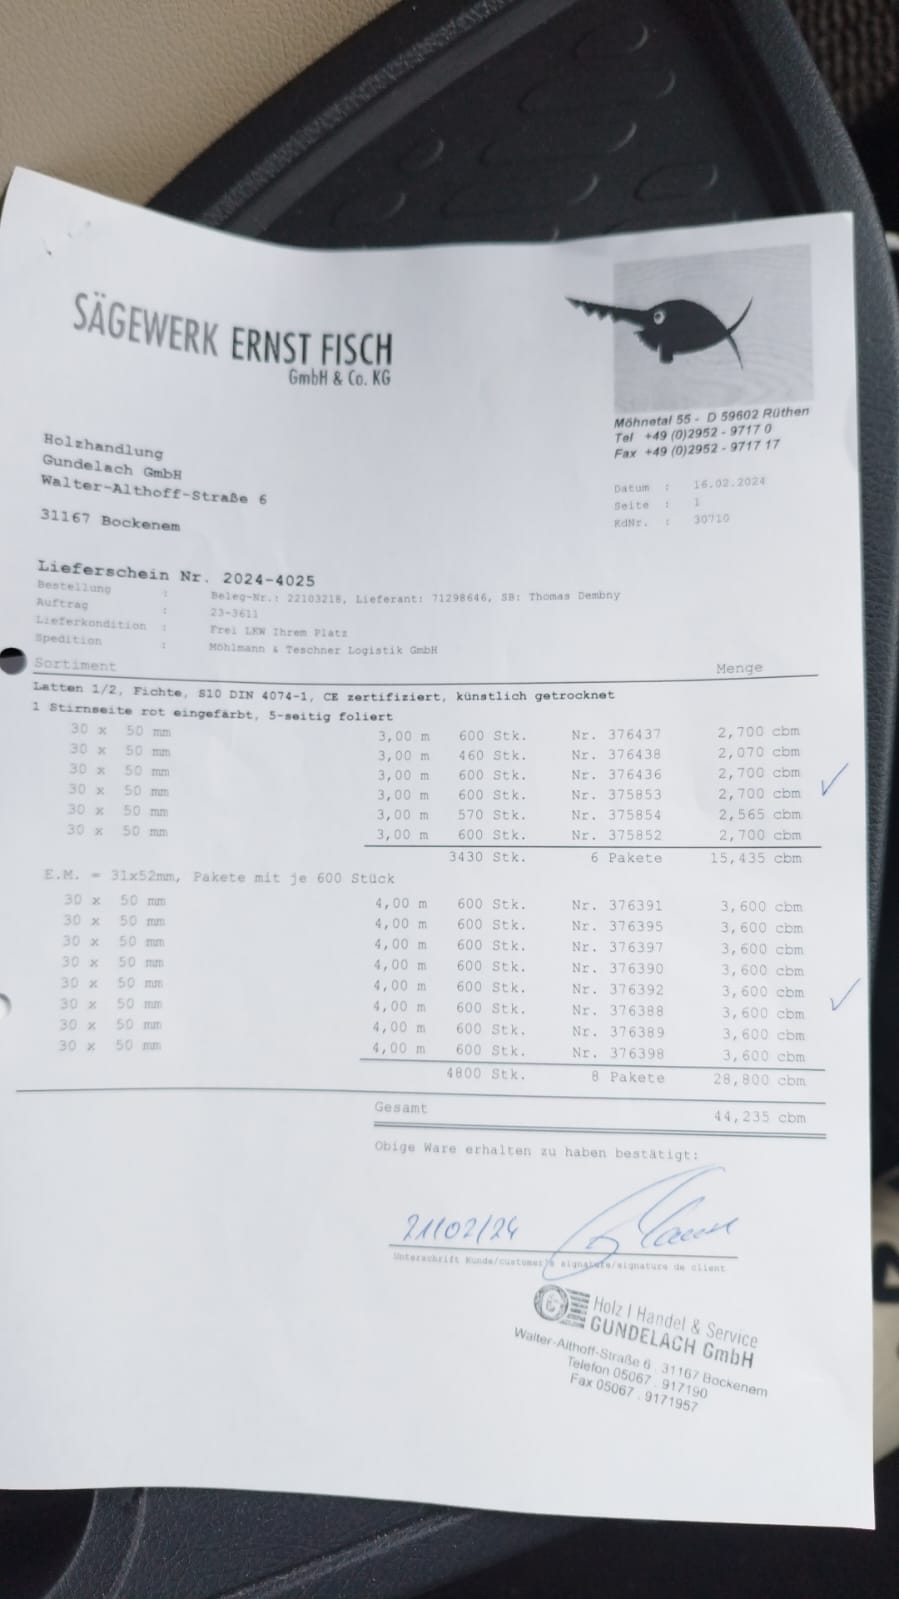 SÄGEWERK ERNST FISCH
GmbH & Co. KG
Möhnetal 55 - D 59602 Rüthen
Tel +49 (0)2952 - 9717 0
Fax +49 (0)2952 - 9717 17
Holzhandlung
Gundelach GmbH
Walter-Althoff-Straße 6
31167 Bockenem
Datum : 16.02.2024
Seite : 1
KdNr. : 30710
Lieferschein Nr. 2024-4025
Bestellung : Beleg-Nr.: 22103218, Lieferant: 71298646, SB: Thomas Dembny
Auftrag : 23-3611
Lieferkondition : Frei LKW Ihrem Platz
Spedition : Möhlmann & Teschner Logistik GmbH
Sortiment Menge
Latten 1/2, Fichte, S10 DIN 4074-1, CE zertifiziert, künstlich getrocknet
1 Stirnseite rot eingefärbt, 5-seitig foliert
30 x 50 mm 3,00 m 600 Stk. Nr. 376437 2,700 cbm
30 x 50 mm 3,00 m 460 Stk. Nr. 376438 2,070 cbm
30 x 50 mm 3,00 m 600 Stk. Nr. 376436 2,700 cbm
30 x 50 mm 3,00 m 600 Stk. Nr. 375853 2,700 cbm
30 x 50 mm 3,00 m 570 Stk. Nr. 375854 2,565 cbm
30 x 50 mm 3,00 m 600 Stk. Nr. 375852 2,700 cbm
3430 Stk. 6 Pakete 15,435 cbm
E.M. = 31x52mm, Pakete mit je 600 Stück
30 x 50 mm 4,00 m 600 Stk. Nr. 376391 3,600 cbm
30 x 50 mm 4,00 m 600 Stk. Nr. 376395 3,600 cbm
30 x 50 mm 4,00 m 600 Stk. Nr. 376397 3,600 cbm
30 x 50 mm 4,00 m 600 Stk. Nr. 376390 3,600 cbm
30 x 50 mm 4,00 m 600 Stk. Nr. 376392 3,600 cbm
30 x 50 mm 4,00 m 600 Stk. Nr. 376388 3,600 cbm
30 x 50 mm 4,00 m 600 Stk. Nr. 376389 3,600 cbm
30 x 50 mm 4,00 m 600 Stk. Nr. 376398 3,600 cbm
4800 Stk. 8 Pakete 28,800 cbm
Gesamt 44,235 cbm
Obige Ware erhalten zu haben bestätigt:
21/02/24
Unterschrift Kunde/customer's signature/signature de client
Holz | Handel & Service
GUNDELACH GmbH
Walter-Althoff-Straße 6 . 31167 Bockenem
Telefon 05067 . 917190
Fax 05067 . 9171957